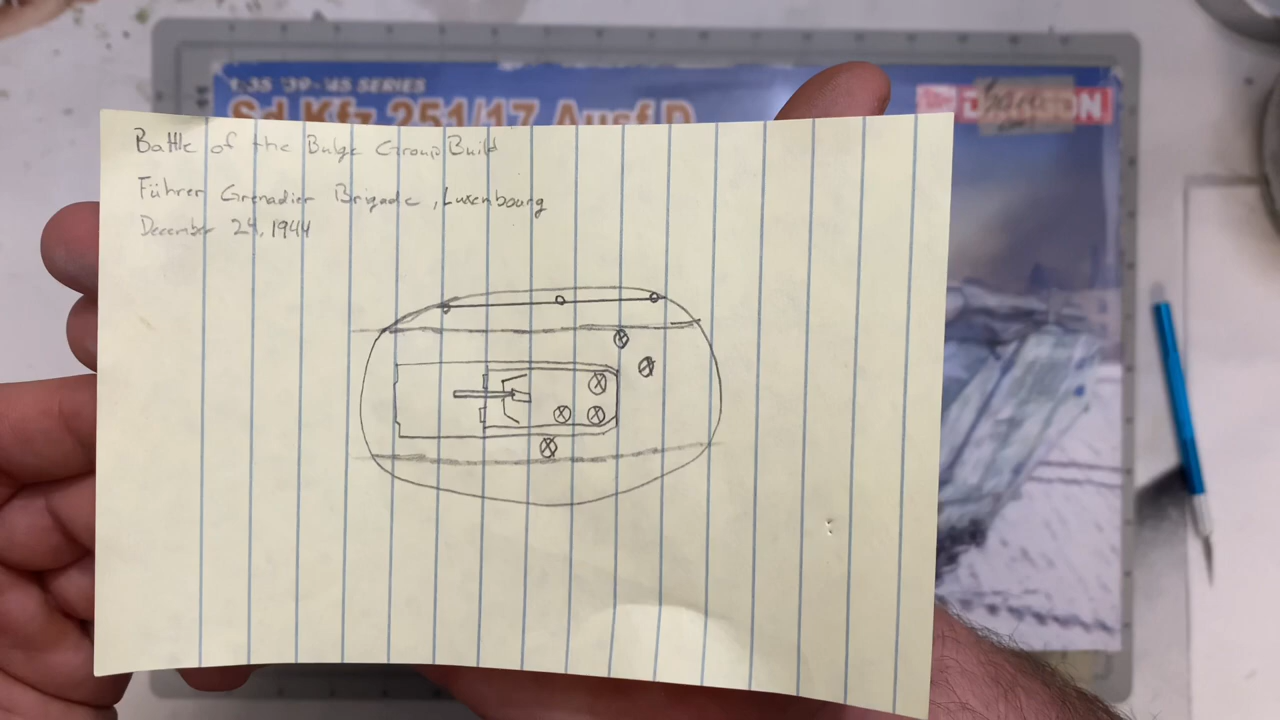 1:35 '39-'45 SERIES
Sd.Kfz.251/17 Ausf.D
DRAGON
Battle of the Bulge Group Build
Führer Grenadier Brigade, Luxenbourg
December 24, 1944